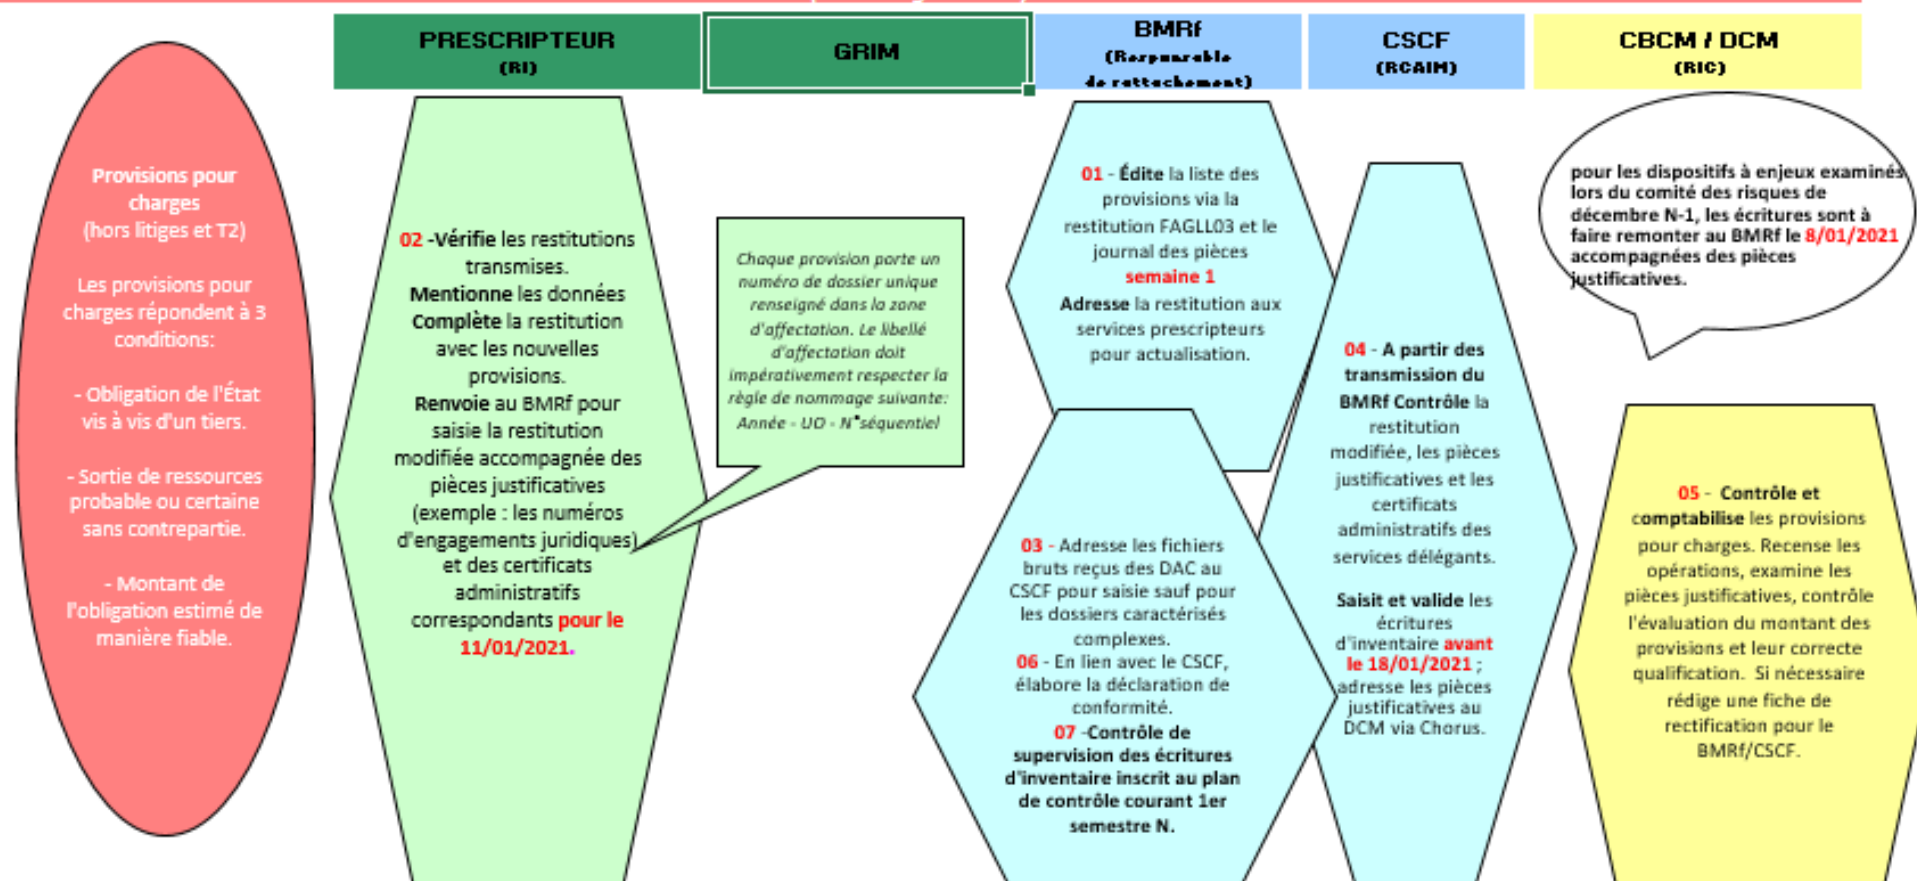 PRESCRIPTEUR
(RI)
GRIM
BMRf
(Responsable
de rattachement)
CSCF
(RCAIM)
CBCM / DCM
(RIC)
Provisions pour
charges
(hors litiges et T2)
Les provisions pour
charges répondent à 3
conditions:
- Obligation de l'État
vis à vis d'un tiers.
- Sortie de ressources
probable ou certaine
sans contrepartie.
- Montant de
l'obligation estimé de
manière fiable.
02 -Vérifie les restitutions
transmises.
Mentionne les données
Complète la restitution
avec les nouvelles
provisions.
Renvoie au BMRf pour
saisie la restitution
modifiée accompagnée des
pièces justificatives
(exemple : les numéros
d'engagements juridiques)
et des certificats
administratifs
correspondants pour le
11/01/2021.
Chaque provision porte un
numéro de dossier unique
renseigné dans la zone
d'affectation. Le libellé
d'affectation doit
impérativement respecter la
règle de nommage suivante:
Année - UO - N°séquentiel
01 - Édite la liste des
provisions via la
restitution FAGLL03 et le
journal des pièces
semaine 1
Adresse la restitution aux
services prescripteurs
pour actualisation.
03 - Adresse les fichiers
bruts reçus des DAC au
CSCF pour saisie sauf pour
les dossiers caractérisés
complexes.
06 - En lien avec le CSCF,
élabore la déclaration de
conformité.
07 -Contrôle de
supervision des écritures
d'inventaire inscrit au plan
de contrôle courant 1er
semestre N.
04 - A partir des
transmission du
BMRf Contrôle la
restitution
modifiée, les pièces
justificatives et les
certificats
administratifs des
services délégants.
Saisit et valide les
écritures
d'inventaire avant
le 18/01/2021 ;
adresse les pièces
justificatives au
DCM via Chorus.
pour les dispositifs à enjeux examinés
lors du comité des risques de
décembre N-1, les écritures sont à
faire remonter au BMRf le 8/01/2021
accompagnées des pièces
justificatives.
05 - Contrôle et
comptabilise les provisions
pour charges. Recense les
opérations, examine les
pièces justificatives, contrôle
l'évaluation du montant des
provisions et leur correcte
qualification. Si nécessaire
rédige une fiche de
rectification pour le
BMRf/CSCF.